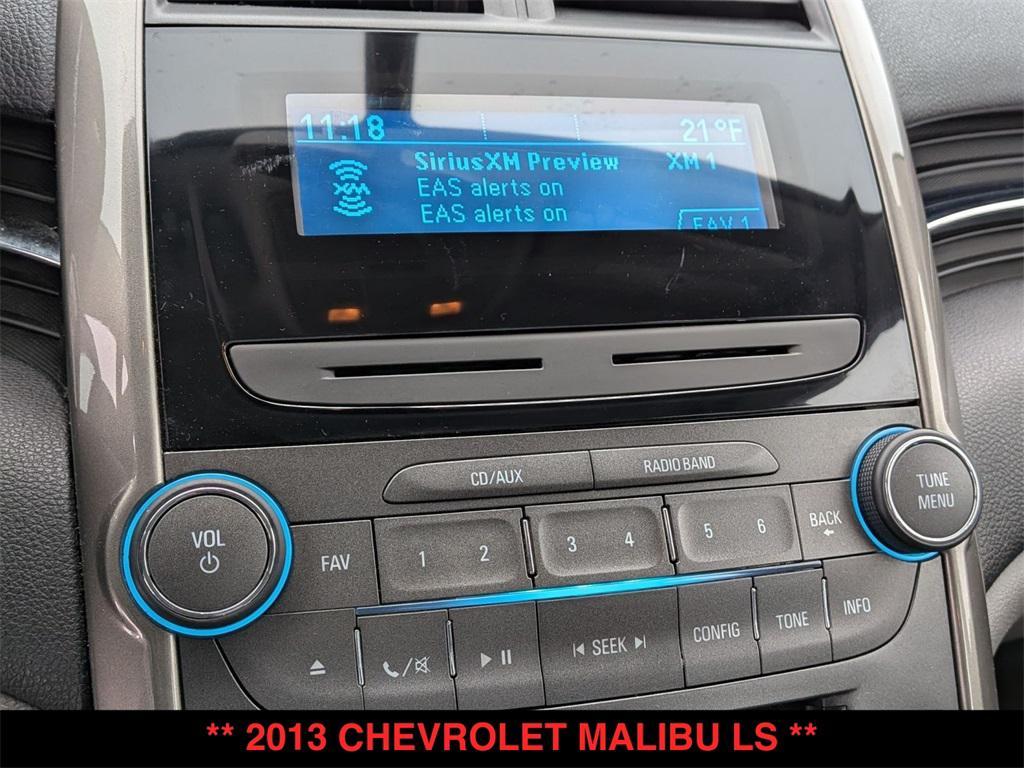 11:18 21°F
SiriusXM Preview XM 1
EAS alerts on
EAS alerts on
FAV 1
CD/AUX RADIO BAND
TUNE
MENU
VOL
FAV 1 2 3 4 5 6 BACK
SEEK CONFIG TONE INFO
** 2013 CHEVROLET MALIBU LS **